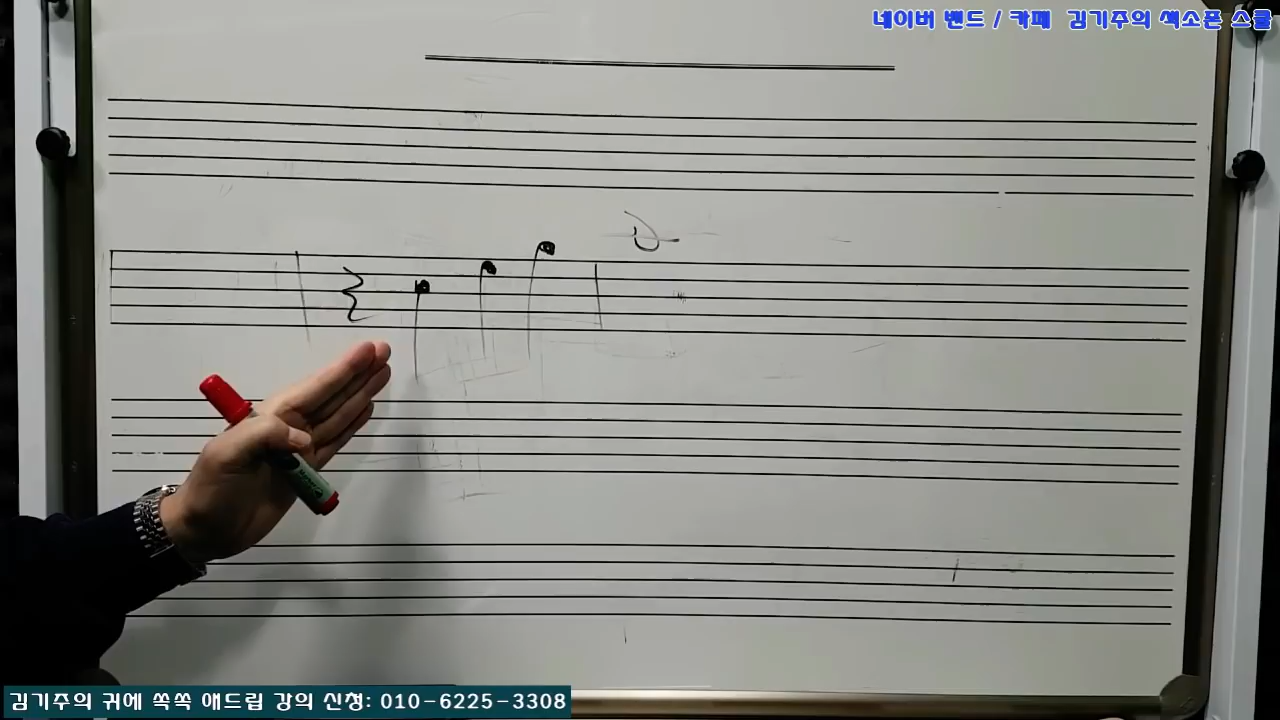 네이버 밴드 / 카페 김기주의 색소폰 스쿨
김기주의 귀에 쏙쏙 애드립 강의 신청: 010-6225-3308